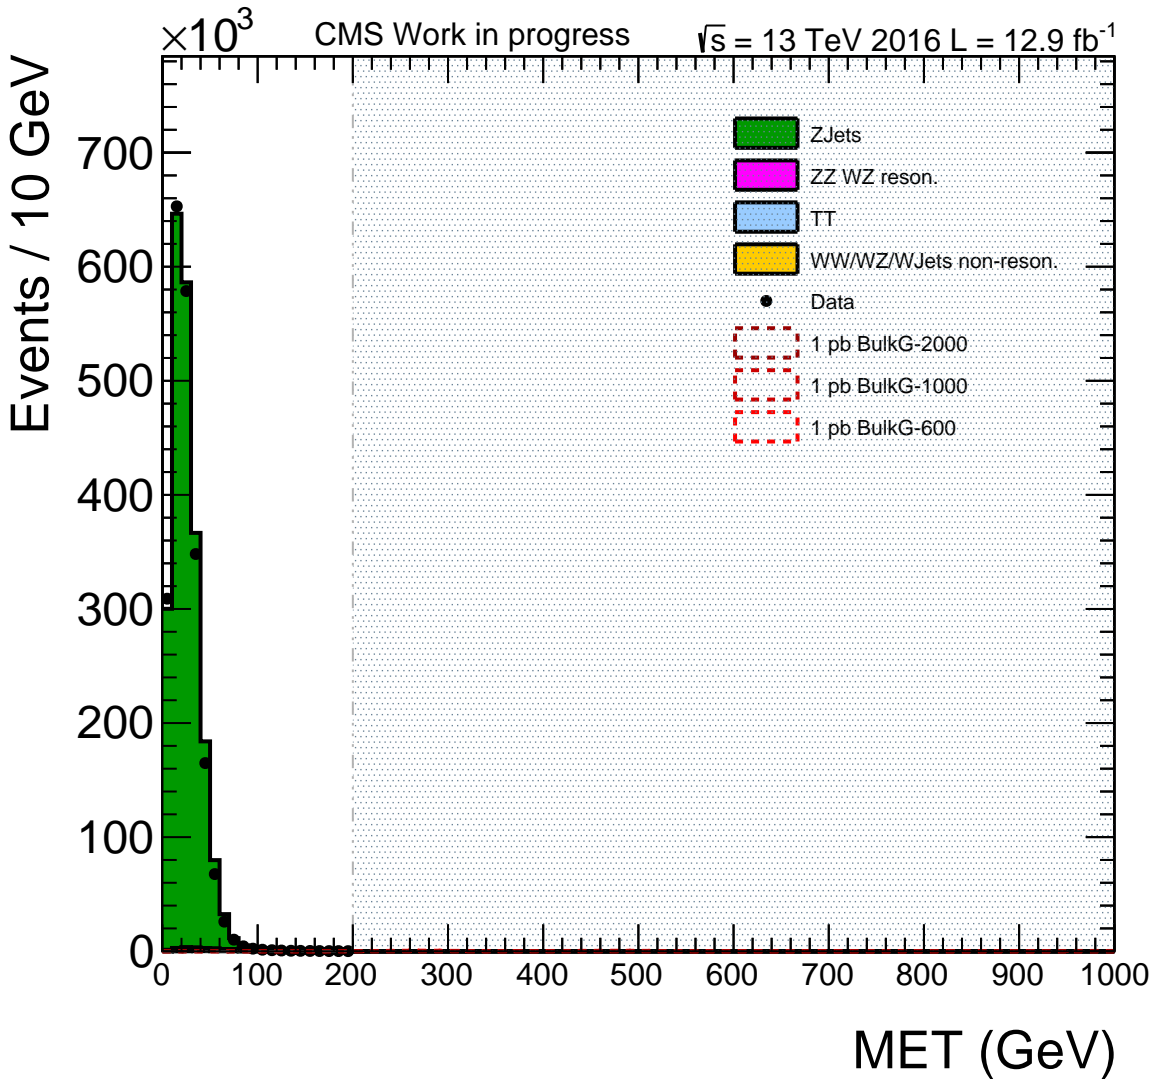 ×10³ CMS Work in progress √s = 13 TeV 2016 L = 12.9 fb⁻¹
Events / 10 GeV
700
600
500
400
300
200
100
0
ZJets
ZZ WZ reson.
TT
WW/WZ/WJets non-reson.
Data
1 pb BulkG-2000
1 pb BulkG-1000
1 pb BulkG-600
0 100 200 300 400 500 600 700 800 900 1000
MET (GeV)